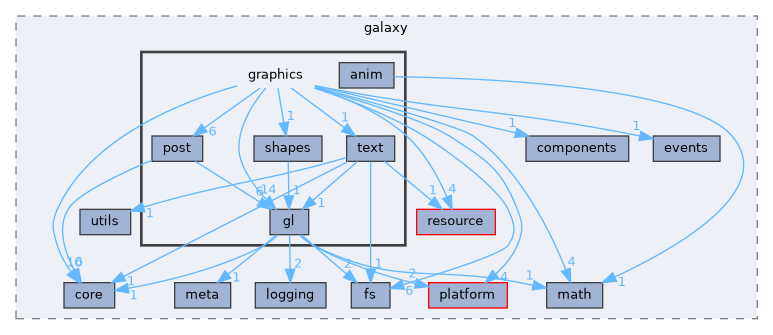 galaxy
graphics
anim
1
6
1
1
1
post
shapes
text
components
events
6
14
1
1
1
4
utils
1
gl
resource
1
2
1
2
1
2
6
4
1
4
1
core
meta
logging
fs
platform
math